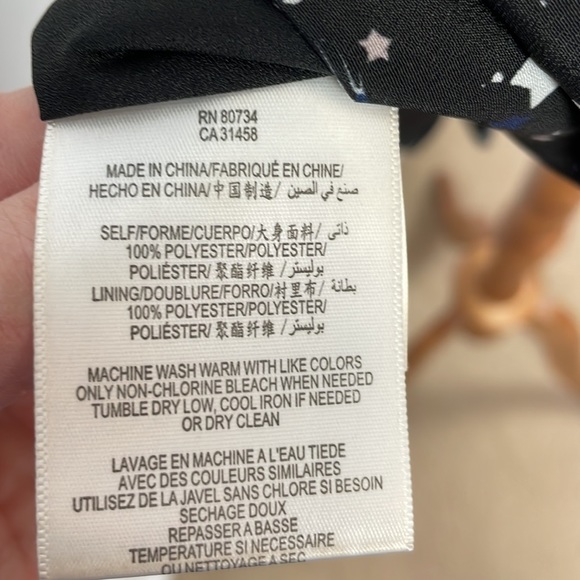 RN 80734
CA 31458
MADE IN CHINA/FABRIQUÉ EN CHINE/
HECHO EN CHINA/中国制造/ صنع في الصين
SELF/FORME/CUERPO/大身面料/ ذاتى
100% POLYESTER/POLYESTER/
POLIÉSTER/ 聚酯纤维 / بوليستر
LINING/DOUBLURE/FORRO/衬里布/ بطانة
100% POLYESTER/POLYESTER/
POLIÉSTER/ 聚酯纤维 / بوليستر
MACHINE WASH WARM WITH LIKE COLORS
ONLY NON-CHLORINE BLEACH WHEN NEEDED
TUMBLE DRY LOW, COOL IRON IF NEEDED
OR DRY CLEAN
LAVAGE EN MACHINE A L'EAU TIEDE
AVEC DES COULEURS SIMILAIRES
UTILISEZ DE LA JAVEL SANS CHLORE SI BESOIN
SECHAGE DOUX
REPASSER A BASSE
TEMPERATURE SI NECESSAIRE
OU NETTOYAGE A SEC